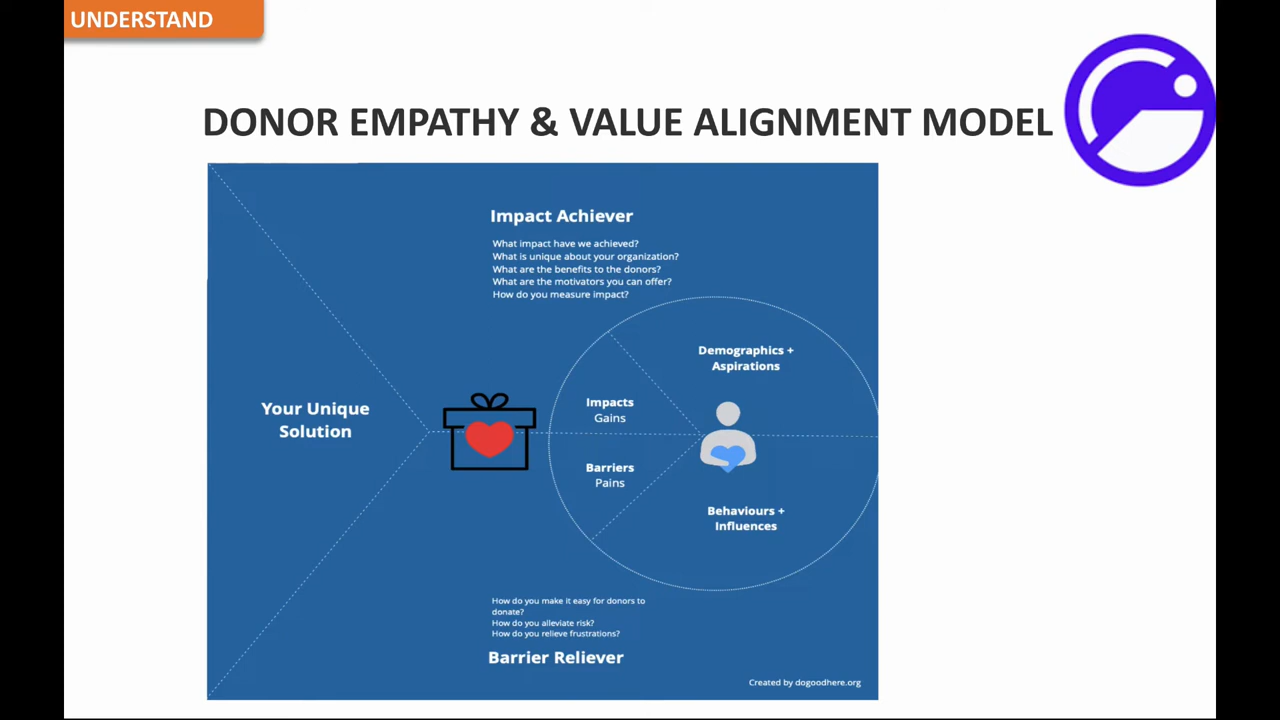 UNDERSTAND
DONOR EMPATHY & VALUE ALIGNMENT MODEL
Impact Achiever
What impact have we achieved?
What is unique about your organization?
What are the benefits to the donors?
What are the motivators you can offer?
How do you measure impact?
Demographics +
Aspirations
Impacts
Gains
Your Unique
Solution
Barriers
Pains
Behaviours +
Influences
How do you make it easy for donors to
donate?
How do you alleviate risk?
How do you relieve frustrations?
Barrier Reliever
Created by dogoodhere.org